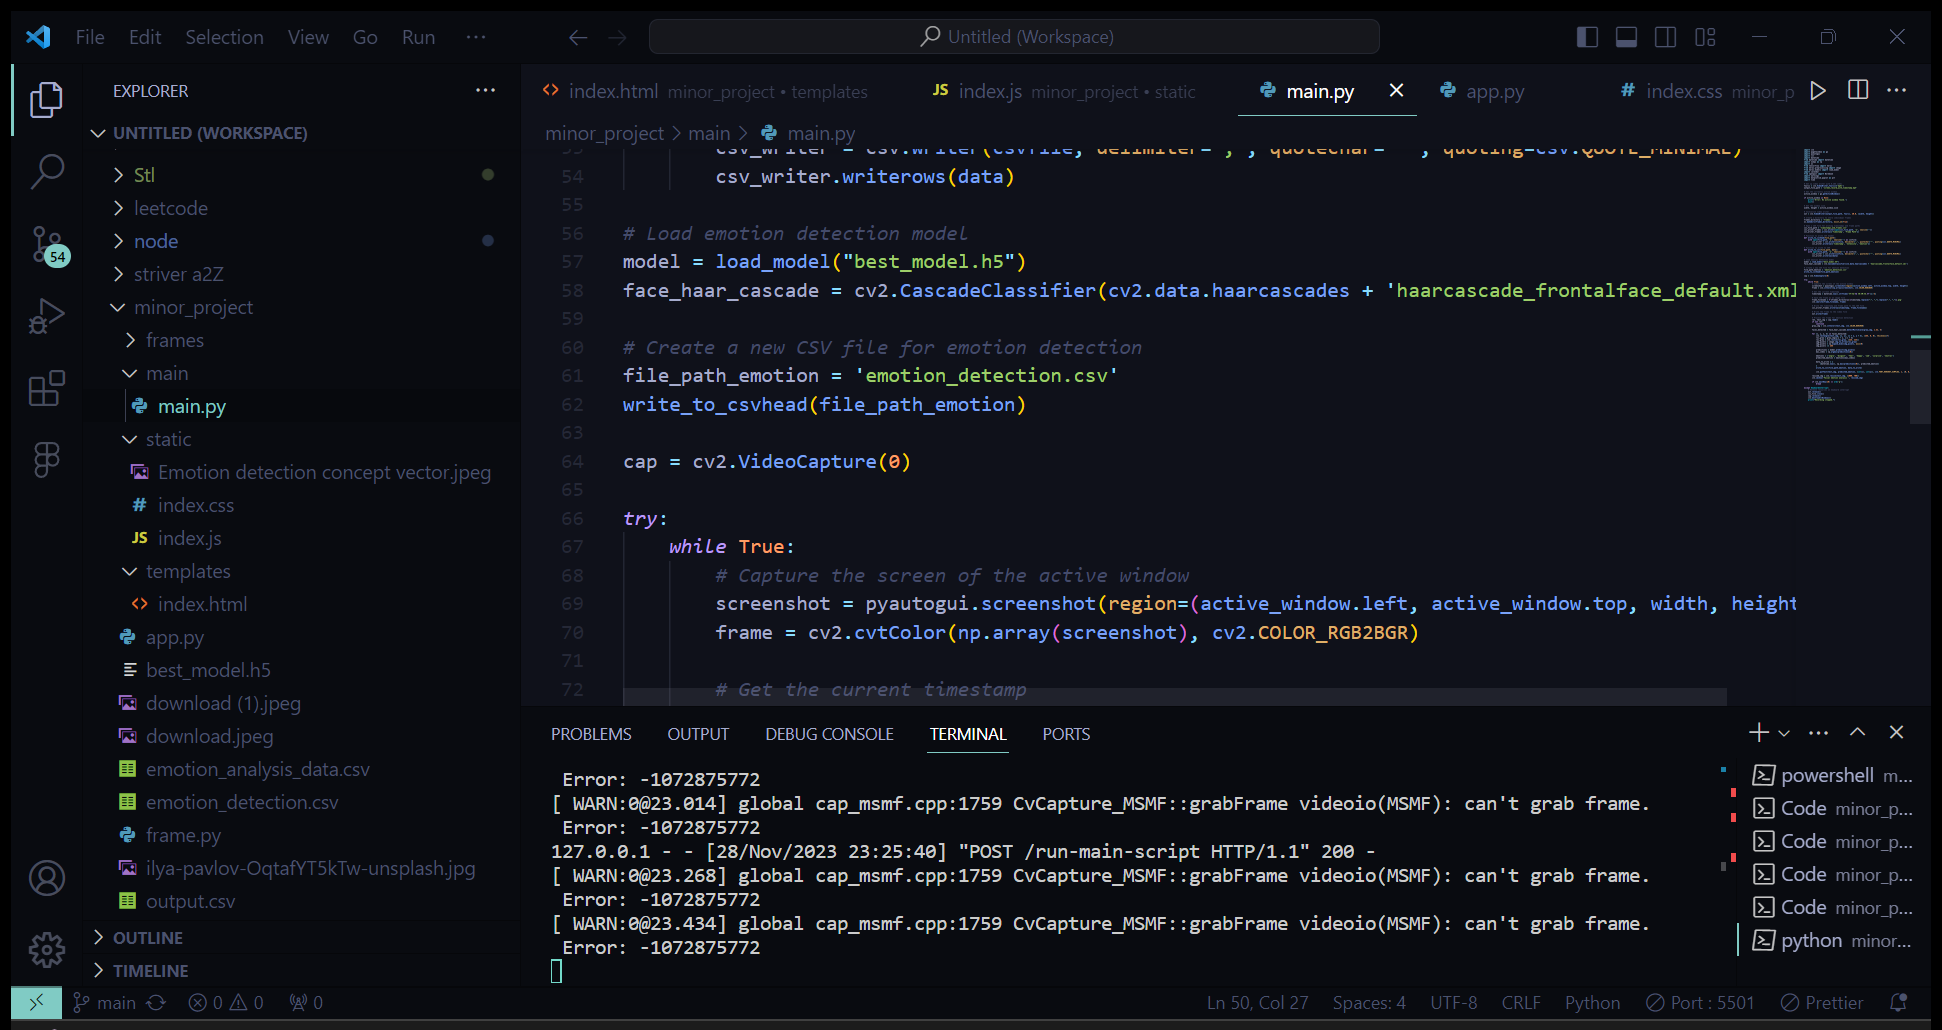 File Edit Selection View Go Run ···
Untitled (Workspace)
EXPLORER ···
UNTITLED (WORKSPACE)
Stl
leetcode
node
striver a2Z
minor_project
frames
main
main.py
static
Emotion detection concept vector.jpeg
# index.css
JS index.js
templates
<> index.html
app.py
best_model.h5
download (1).jpeg
download.jpeg
emotion_analysis_data.csv
emotion_detection.csv
frame.py
ilya-pavlov-OqtafYT5kTw-unsplash.jpg
output.csv
OUTLINE
TIMELINE
54
<> index.html minor_project • templates
JS index.js minor_project • static
main.py
app.py
# index.css minor_p
minor_project > main > main.py
53 csv_writer = csv.writer(csvfile, delimiter=',', quoting=csv.QUOTE_MINIMAL)
54 csv_writer.writerows(data)
55
56 # Load emotion detection model
57 model = load_model("best_model.h5")
58 face_haar_cascade = cv2.CascadeClassifier(cv2.data.haarcascades + 'haarcascade_frontalface_default.xml
59
60 # Create a new CSV file for emotion detection
61 file_path_emotion = 'emotion_detection.csv'
62 write_to_csvhead(file_path_emotion)
63
64 cap = cv2.VideoCapture(0)
65
66 try:
67 while True:
68 # Capture the screen of the active window
69 screenshot = pyautogui.screenshot(region=(active_window.left, active_window.top, width, height
70 frame = cv2.cvtColor(np.array(screenshot), cv2.COLOR_RGB2BGR)
71
72 # Get the current timestamp
PROBLEMS OUTPUT DEBUG CONSOLE TERMINAL PORTS
Error: -1072875772
[ WARN:0@23.014] global cap_msmf.cpp:1759 CvCapture_MSMF::grabFrame videoio(MSMF): can't grab frame.
Error: -1072875772
127.0.0.1 - - [28/Nov/2023 23:25:40] "POST /run-main-script HTTP/1.1" 200 -
[ WARN:0@23.268] global cap_msmf.cpp:1759 CvCapture_MSMF::grabFrame videoio(MSMF): can't grab frame.
Error: -1072875772
[ WARN:0@23.434] global cap_msmf.cpp:1759 CvCapture_MSMF::grabFrame videoio(MSMF): can't grab frame.
Error: -1072875772
powershell m...
Code minor_p...
Code minor_p...
Code minor_p...
Code minor_p...
python minor...
main 0 0 0
Ln 50, Col 27 Spaces: 4 UTF-8 CRLF Python Port : 5501 Prettier